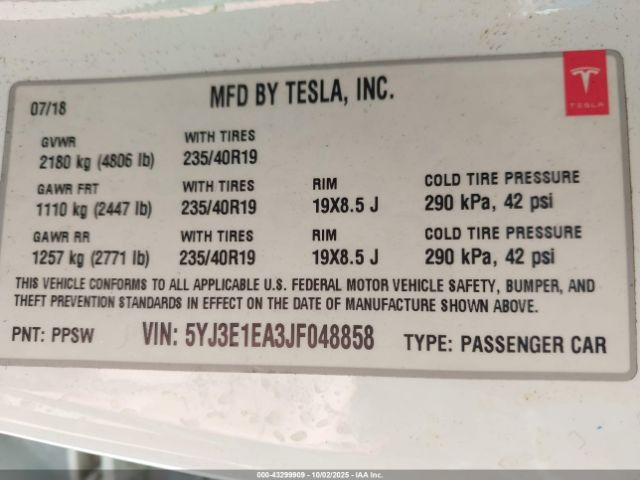 07/18
MFD BY TESLA, INC.
TESLA
GVWR WITH TIRES
2180 kg (4806 lb) 235/40R19
GAWR FRT WITH TIRES RIM COLD TIRE PRESSURE
1110 kg (2447 lb) 235/40R19 19X8.5 J 290 kPa, 42 psi
GAWR RR WITH TIRES RIM COLD TIRE PRESSURE
1257 kg (2771 lb) 235/40R19 19X8.5 J 290 kPa, 42 psi
THIS VEHICLE CONFORMS TO ALL APPLICABLE U.S. FEDERAL MOTOR VEHICLE SAFETY, BUMPER, AND
THEFT PREVENTION STANDARDS IN EFFECT ON THE DATE OF MANUFACTURE SHOWN ABOVE.
PNT: PPSW VIN: 5YJ3E1EA3JF048858 TYPE: PASSENGER CAR
000-43299909 - 10/02/2025 - IAA Inc.